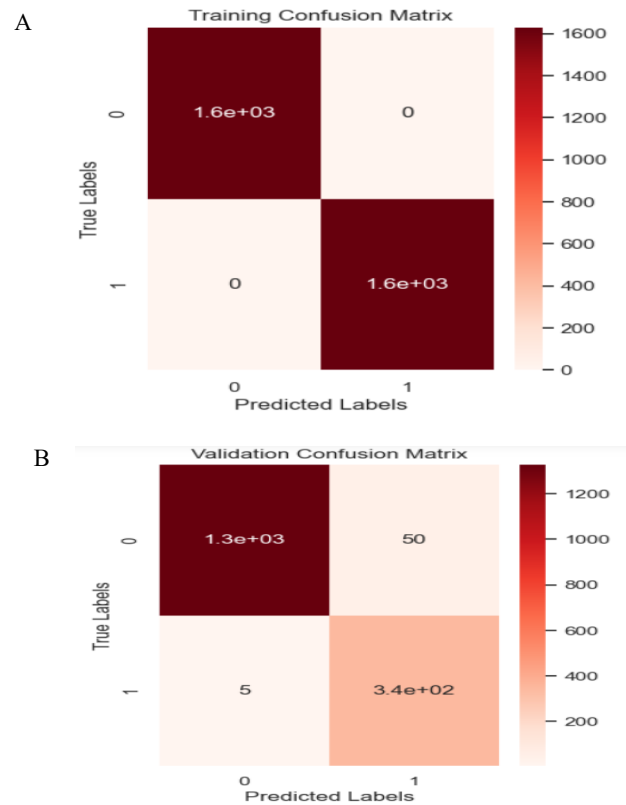 A
Training Confusion Matrix
1600
1400
1200
1000
800
600
400
200
0
True Labels
0
1
1.6e+03 0
0 1.6e+03
0 1
Predicted Labels
B
Validation Confusion Matrix
1200
1000
800
600
400
200
True Labels
0
1
1.3e+03 50
5 3.4e+02
0 1
Predicted Labels